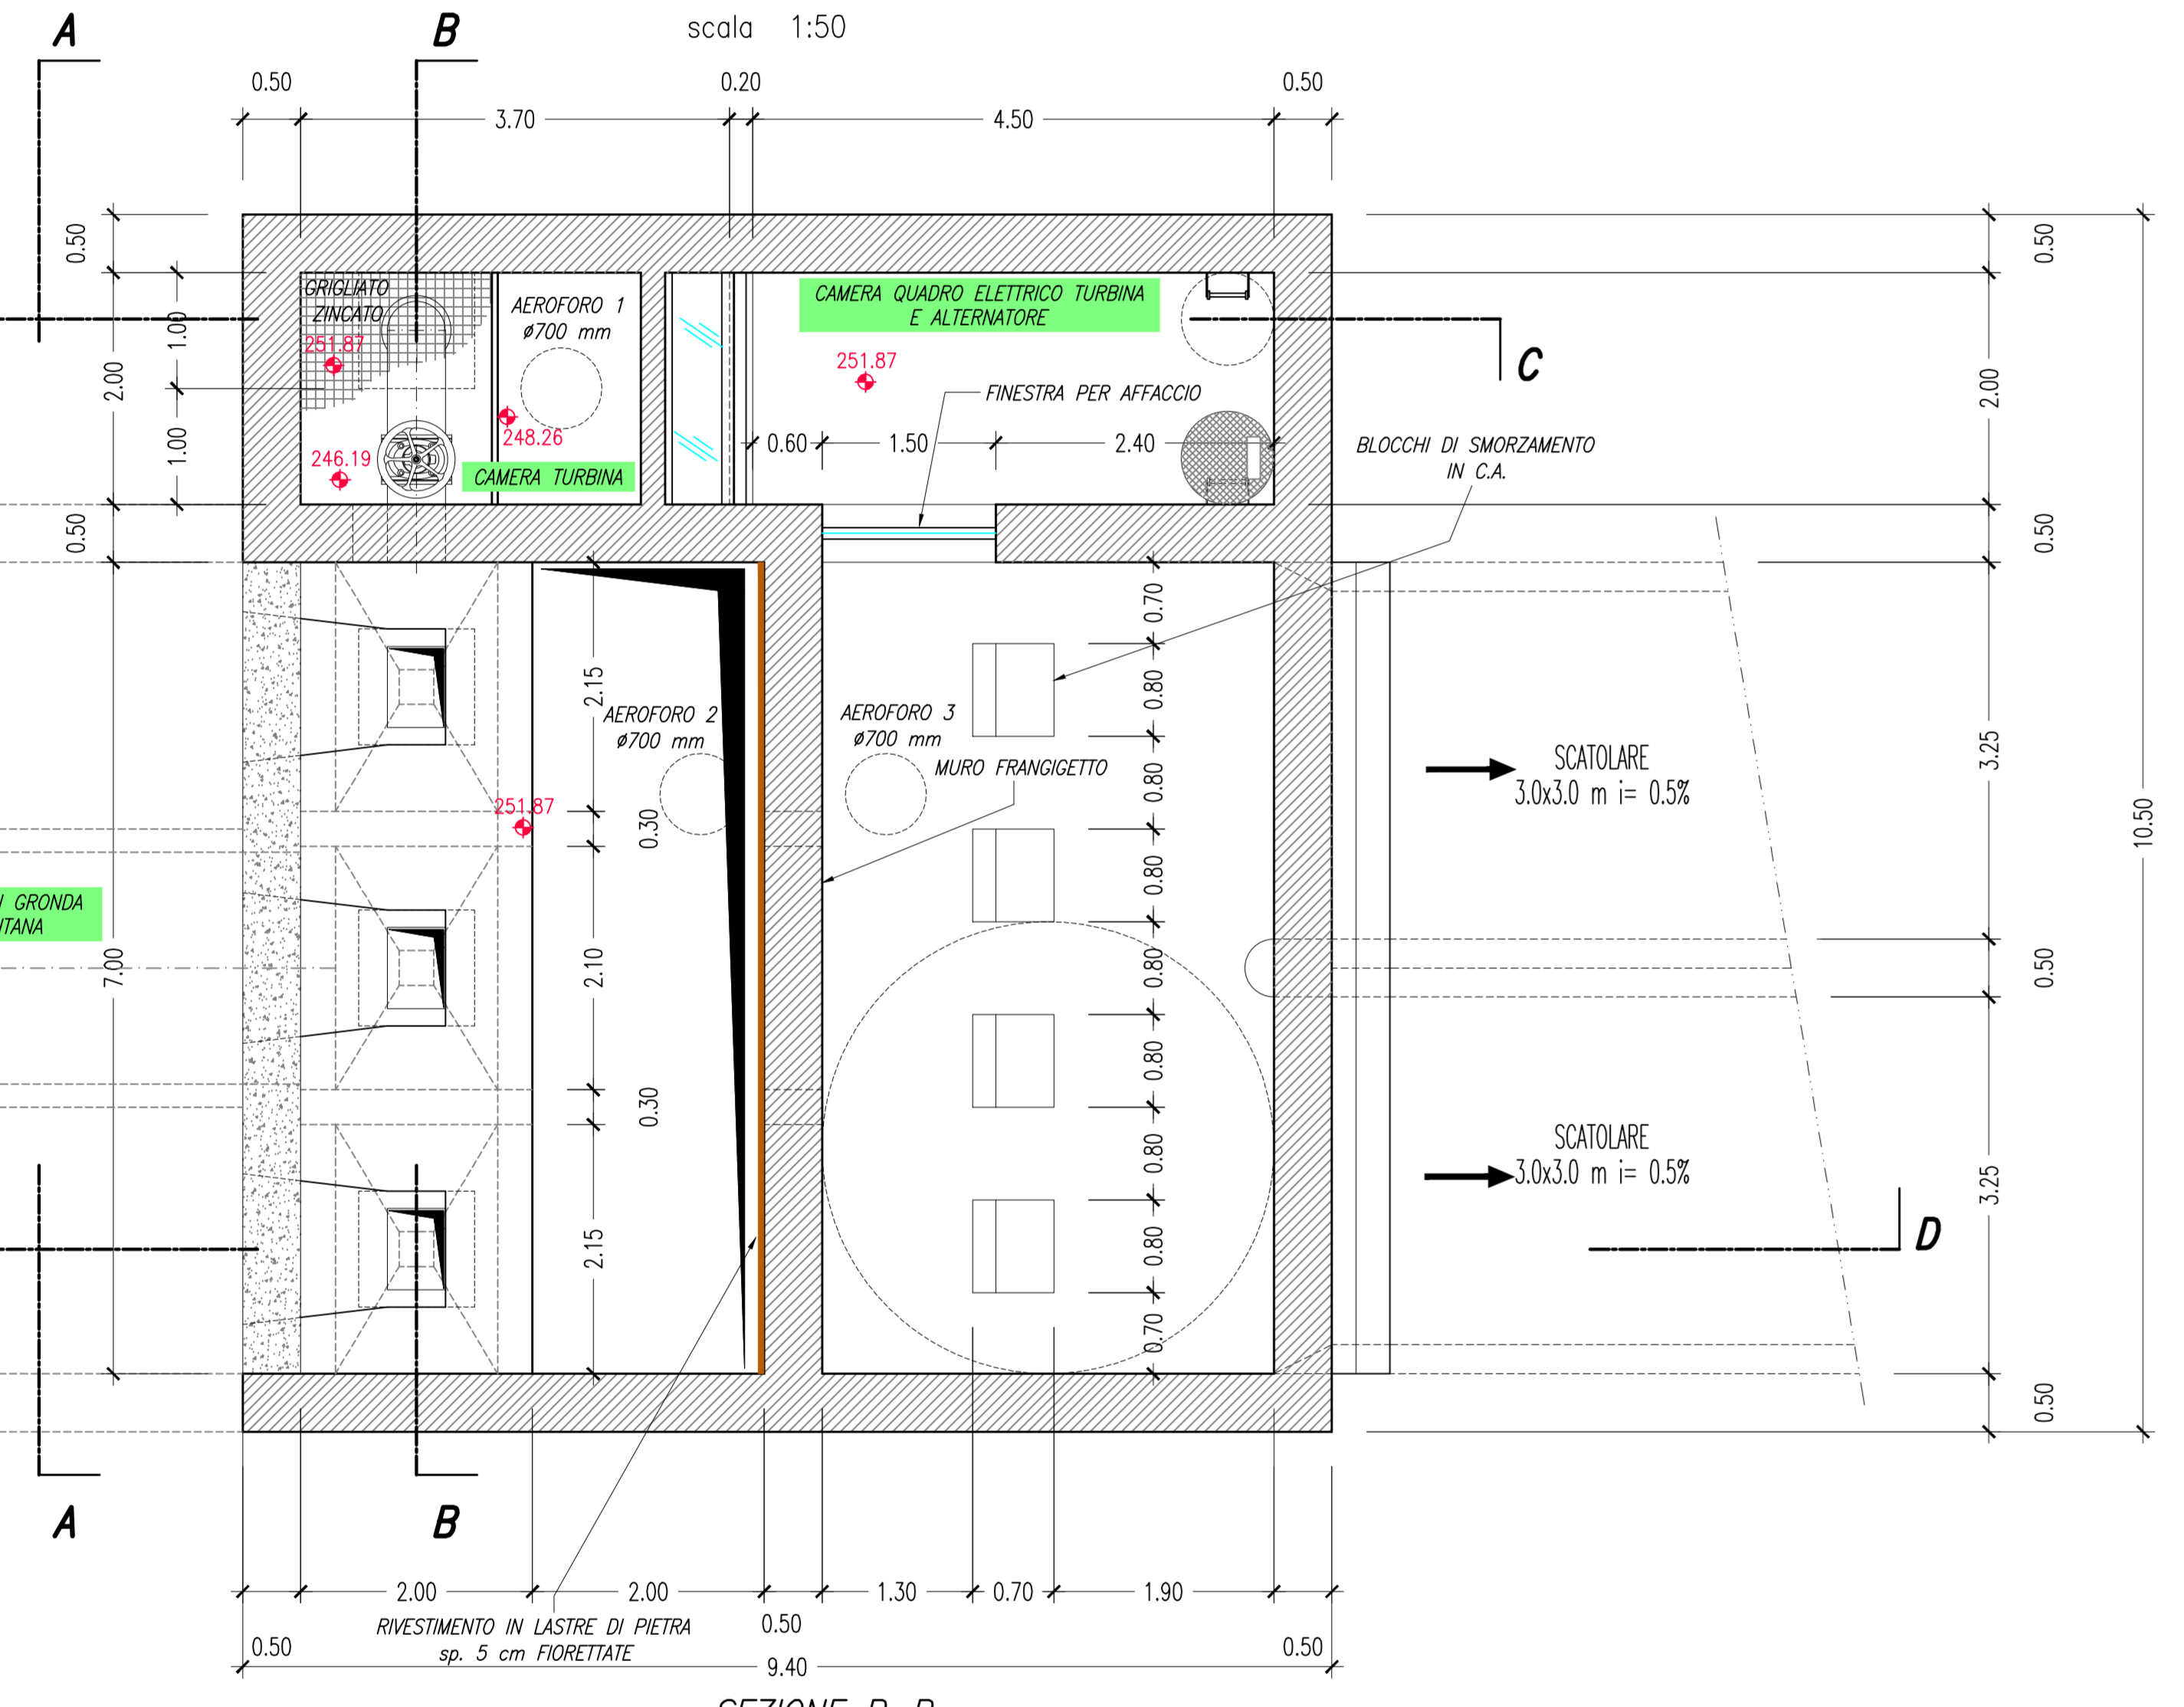 A
B
scala 1:50
0.50
0.20
0.50
3.70
4.50
0.50
0.50
GRIGLIATO
ZINCATO
AEROFORO 1
ø700 mm
CAMERA QUADRO ELETTRICO TURBINA
E ALTERNATORE
1.00
251.87
251.87
C
2.00
2.00
FINESTRA PER AFFACCIO
248.26
0.60
1.50
2.40
BLOCCHI DI SMORZAMENTO
IN C.A.
1.00
246.19
CAMERA TURBINA
0.50
0.50
0.70
2.15
0.80
AEROFORO 2
ø700 mm
AEROFORO 3
ø700 mm
MURO FRANGIGETTO
0.80
SCATOLARE
3.0x3.0 m i= 0.5%
3.25
251.87
0.30
10.50
0.80
GRONDA
7.00
2.10
0.80
0.50
0.80
0.30
0.80
SCATOLARE
3.0x3.0 m i= 0.5%
3.25
2.15
0.80
D
0.70
0.50
A
B
2.00
2.00
1.30
0.70
1.90
RIVESTIMENTO IN LASTRE DI PIETRA
sp. 5 cm FIORETTATE
0.50
0.50
0.50
9.40
SEZIONE B-B